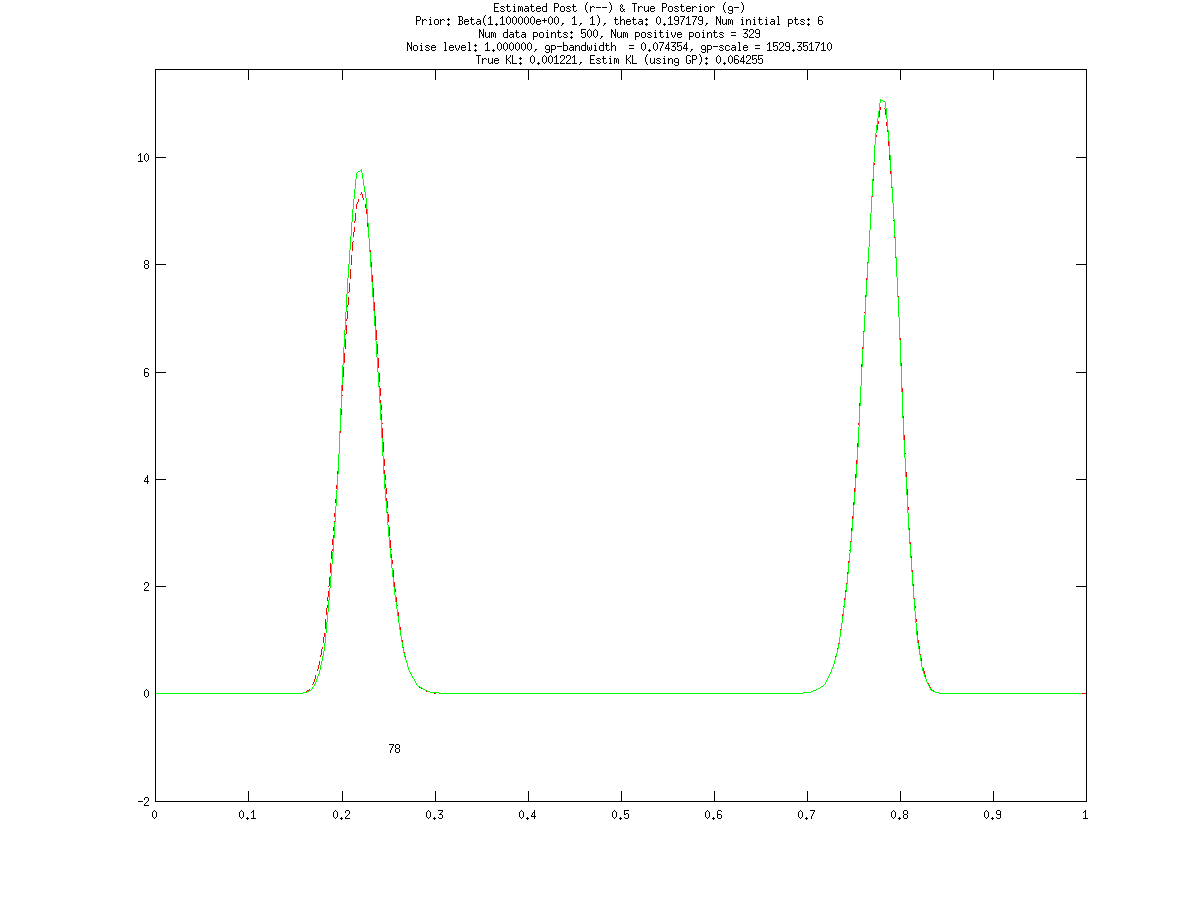 Estimated Post (r--) & True Posterior (g-)
Prior: Beta(1.100000e+00, 1, 1), theta: 0.197179, Num initial pts: 6
Num data points: 500, Num positive points = 329
Noise level: 1.000000, gp-bandwidth  = 0.074354, gp-scale = 1529.351710
True KL: 0.001221, Estim KL (using GP): 0.064255
10
8
6
4
2
0
78
-2
0 0.1 0.2 0.3 0.4 0.5 0.6 0.7 0.8 0.9 1